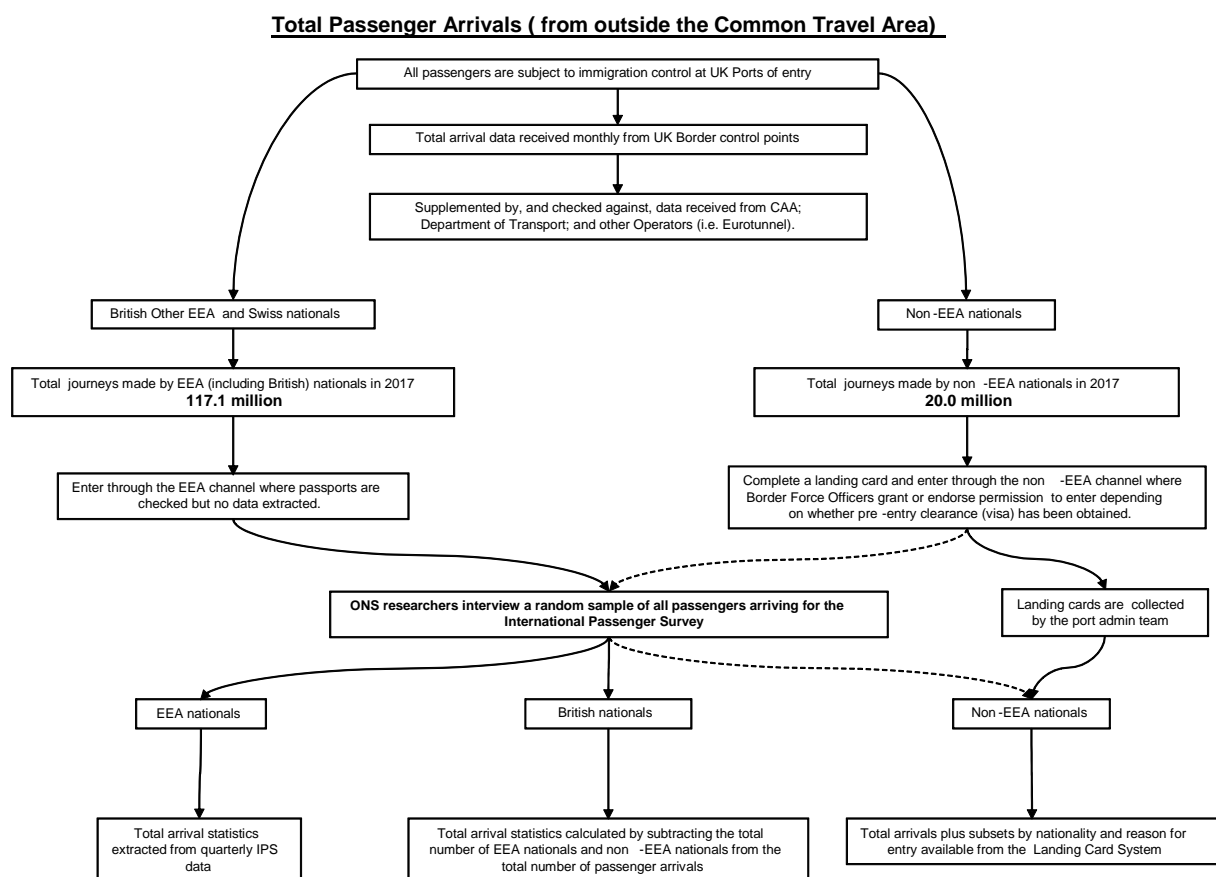 Total Passenger Arrivals ( from outside the Common Travel Area)
All passengers are subject to immigration control at UK Ports of entry
Total arrival data received monthly from UK Border control points
Supplemented by, and checked against, data received from CAA;
Department of Transport; and other Operators (i.e. Eurotunnel).
British Other EEA and Swiss nationals
Non -EEA nationals
Total journeys made by EEA (including British) nationals in 2017
117.1 million
Total journeys made by non -EEA nationals in 2017
20.0 million
Enter through the EEA channel where passports are
checked but no data extracted.
Complete a landing card and enter through the non -EEA channel where
Border Force Officers grant or endorse permission to enter depending
on whether pre -entry clearance (visa) has been obtained.
ONS researchers interview a random sample of all passengers arriving for the
International Passenger Survey
Landing cards are collected
by the port admin team
EEA nationals
British nationals
Non -EEA nationals
Total arrival statistics
extracted from quarterly IPS
data
Total arrival statistics calculated by subtracting the total
number of EEA nationals and non -EEA nationals from the
total number of passenger arrivals
Total arrivals plus subsets by nationality and reason for
entry available from the Landing Card System